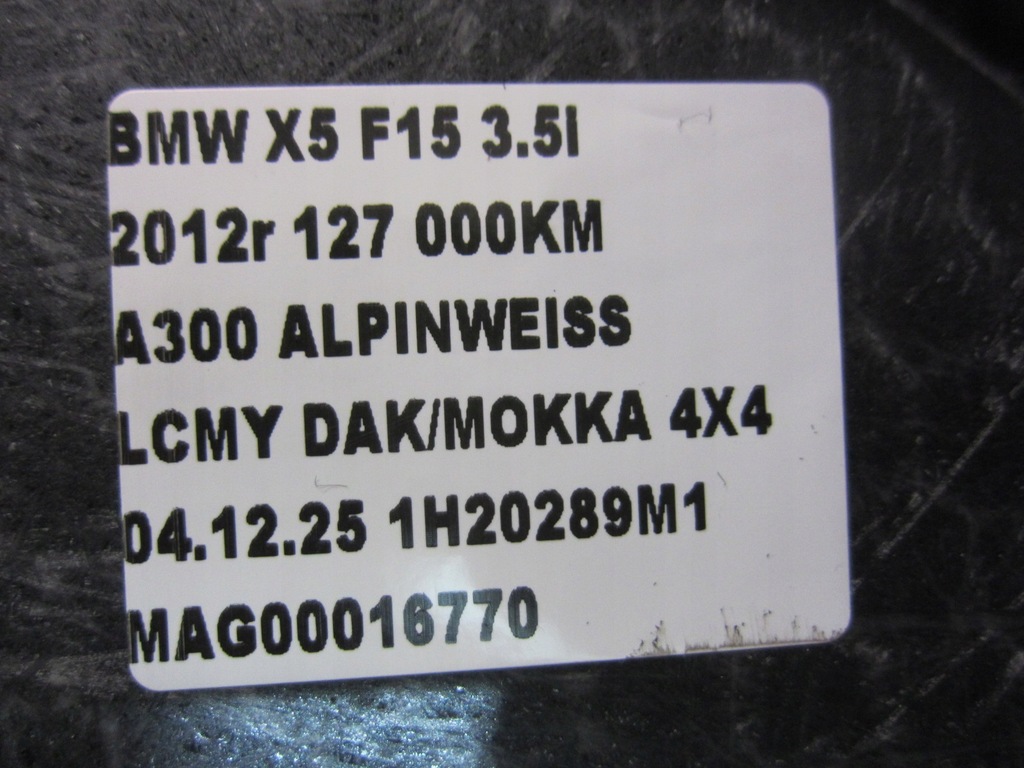 BMW X5 F15 3.5I
2012r 127 000KM
A300 ALPINWEISS
LCMY DAK/MOKKA 4X4
04.12.25 1H20289M1
MAG00016770